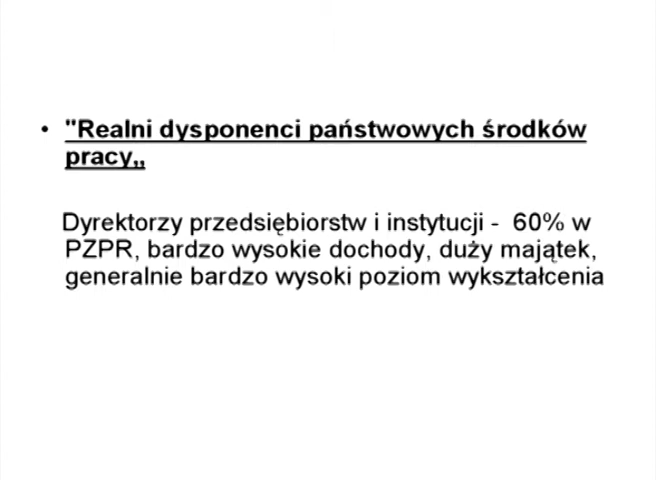 • "Realni dysponenci państwowych środków
pracy„
Dyrektorzy przedsiębiorstw i instytucji - 60% w
PZPR, bardzo wysokie dochody, duży majątek,
generalnie bardzo wysoki poziom wykształcenia